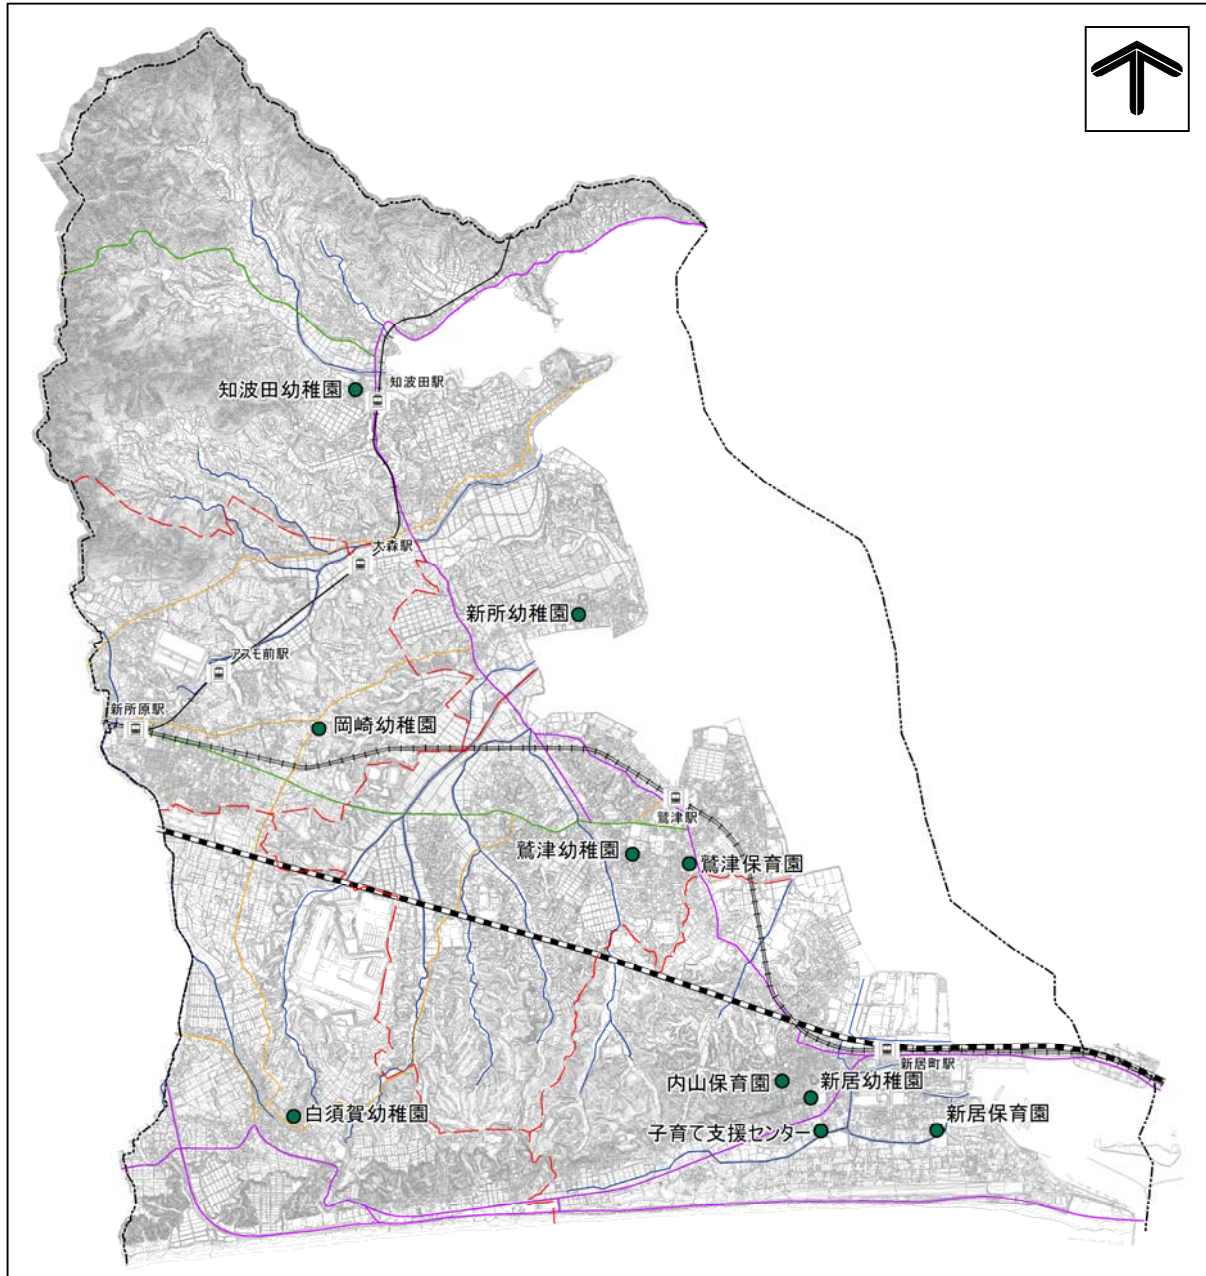 知波田駅
知波田幼稚園
大森駅
新所幼稚園
アスモ前駅
新所原駅
岡崎幼稚園
鷲津駅
鷲津幼稚園
鷲津保育園
新居町駅
内山保育園
新居幼稚園
白須賀幼稚園
新居保育園
子育て支援センター